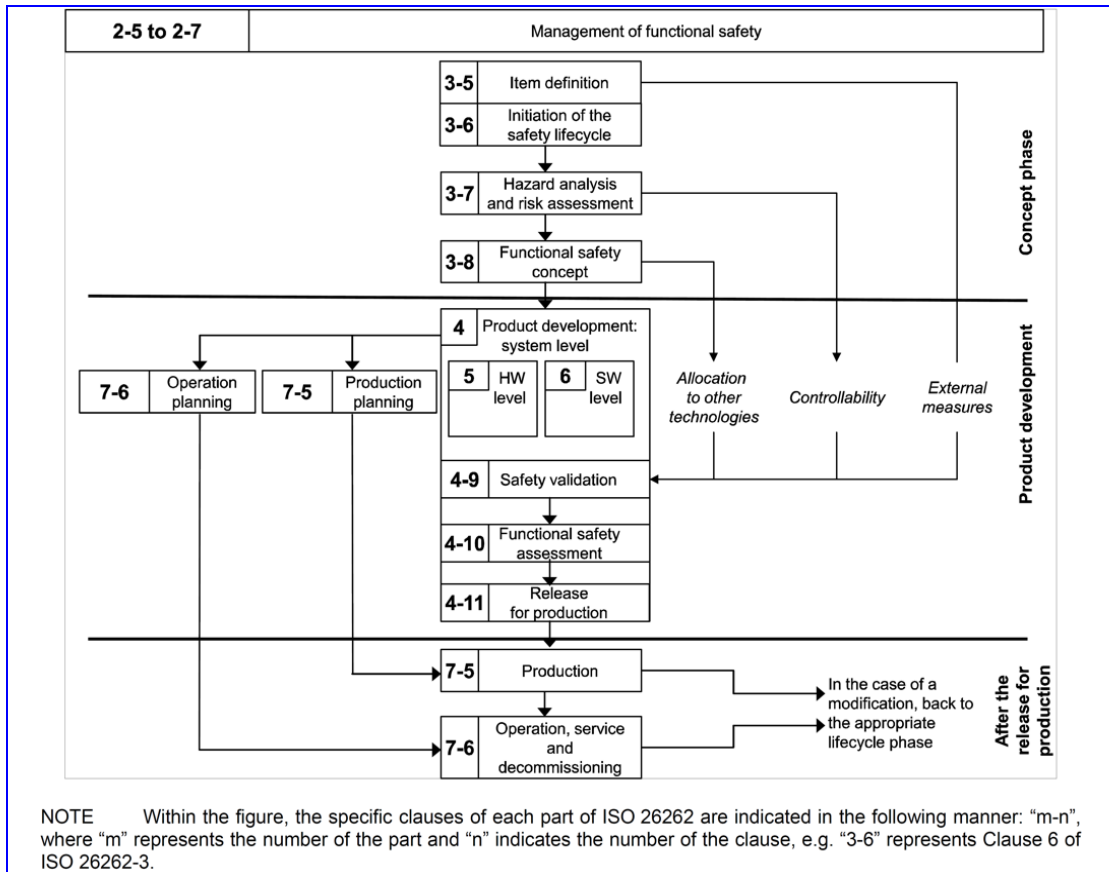 2-5 to 2-7
Management of functional safety
3-5
Item definition
3-6
Initiation of the
safety lifecycle
3-7
Hazard analysis
and risk assessment
3-8
Functional safety
concept
Concept phase
4
Product development:
system level
5
HW
level
6
SW
level
7-6
Operation
planning
7-5
Production
planning
Allocation
to other
technologies
Controllability
External
measures
4-9
Safety validation
4-10
Functional safety
assessment
4-11
Release
for production
Product development
7-5
Production
7-6
Operation, service
and
decommissioning
In the case of a
modification, back to
the appropriate
lifecycle phase
After the
release for
production
NOTE Within the figure, the specific clauses of each part of ISO 26262 are indicated in the following manner: “m-n”,
where “m” represents the number of the part and “n” indicates the number of the clause, e.g. “3-6” represents Clause 6 of
ISO 26262-3.